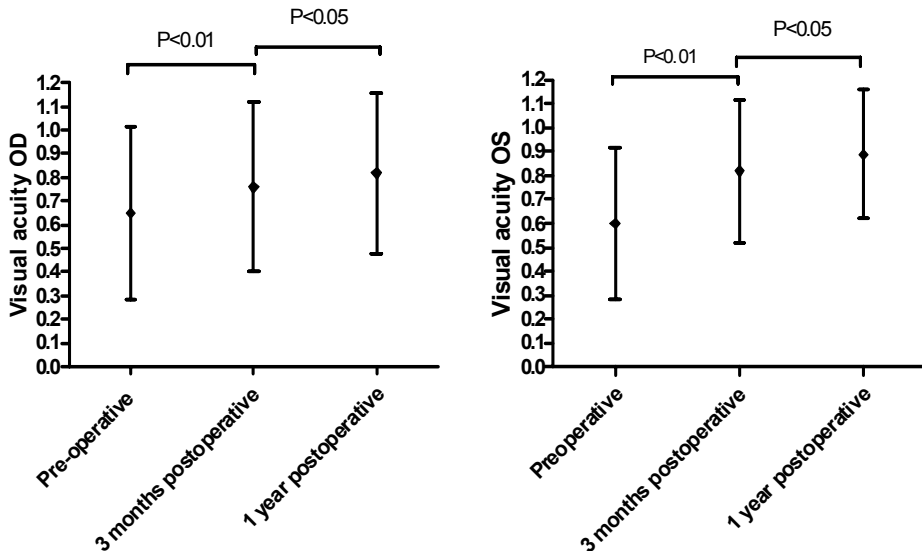 P<0.01
P<0.05
1.2
1.1
1.0
0.9
0.8
0.7
0.6
0.5
0.4
0.3
0.2
0.1
0.0
Visual acuity OD
Pre-operative
3 months postoperative
1 year postoperative
P<0.01
P<0.05
1.2
1.1
1.0
0.9
0.8
0.7
0.6
0.5
0.4
0.3
0.2
0.1
0.0
Visual acuity OS
Preoperative
3 months postoperative
1 year postoperative